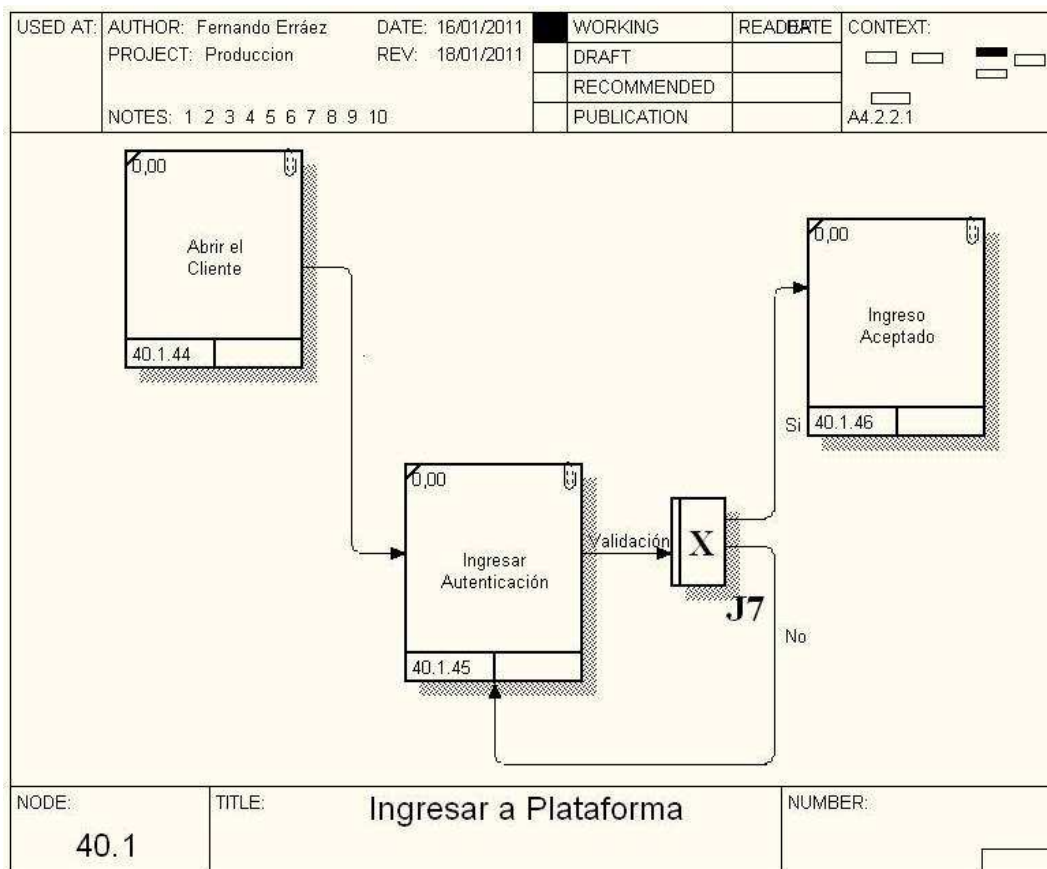 USED AT: AUTHOR: Fernando Erráez DATE: 16/01/2011 WORKING READER DATE CONTEXT:
PROJECT: Produccion REV: 18/01/2011 DRAFT
RECOMMENDED
NOTES: 1 2 3 4 5 6 7 8 9 10 PUBLICATION A4.2.2.1
0,00
Abrir el
Cliente
40.1.44
0,00
Ingreso
Aceptado
Si 40.1.46
0,00
Ingresar
Autenticación
40.1.45
Validación
X
J7
No
NODE: TITLE: Ingresar a Plataforma NUMBER:
40.1